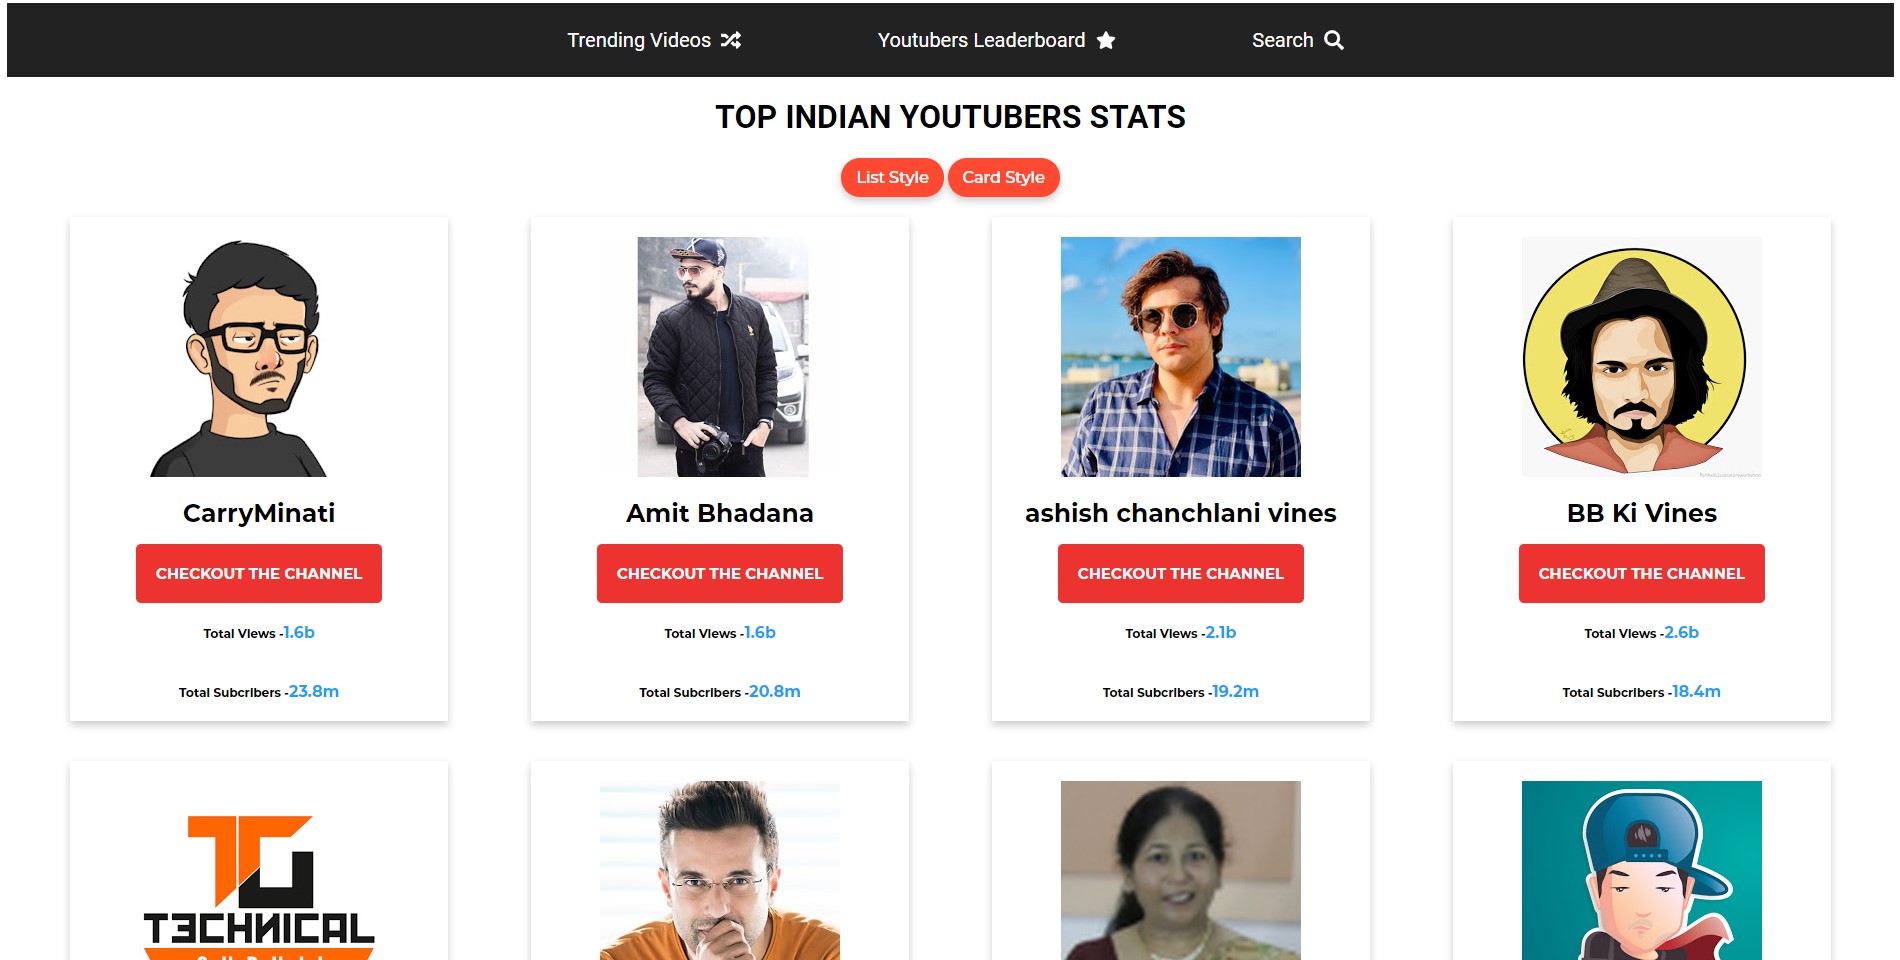 Trending Videos
Youtubers Leaderboard
Search
TOP INDIAN YOUTUBERS STATS
List Style
Card Style
CarryMinati
Amit Bhadana
ashish chanchlani vines
BB Ki Vines
CHECKOUT THE CHANNEL
CHECKOUT THE CHANNEL
CHECKOUT THE CHANNEL
CHECKOUT THE CHANNEL
Total VIews -1.6b
Total VIews -1.6b
Total VIews -2.1b
Total VIews -2.6b
Total SubcrIbers -23.8m
Total SubcrIbers -20.8m
Total SubcrIbers -19.2m
Total SubcrIbers -18.4m
TG
TECHNICAL